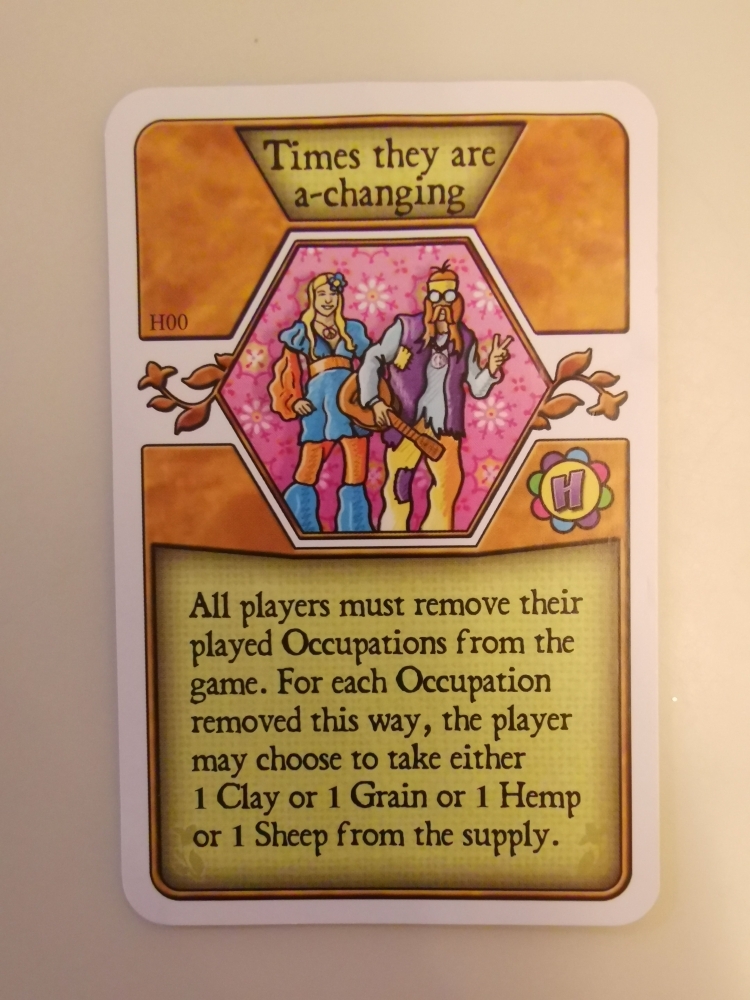 Times they are
a-changing
H00
H
All players must remove their
played Occupations from the
game. For each Occupation
removed this way, the player
may choose to take either
1 Clay or 1 Grain or 1 Hemp
or 1 Sheep from the supply.